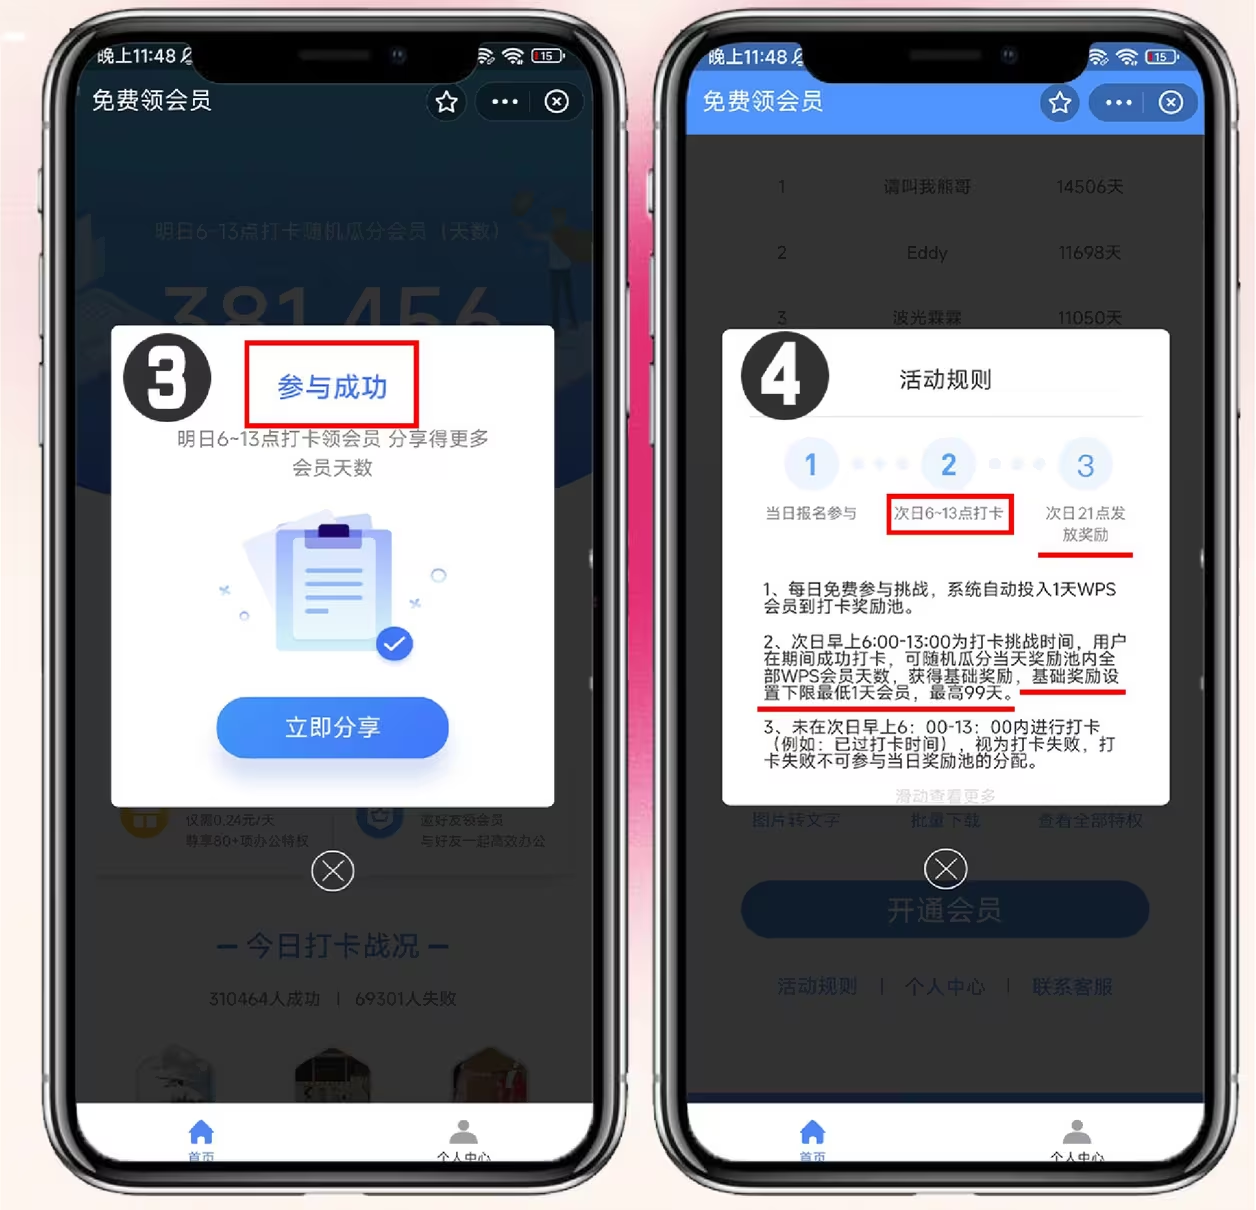 晚上11:48
15
免费领会员
明日6~13点打卡随机瓜分会员（天数）
381,456
3
参与成功
明日6~13点打卡领会员 分享得更多
会员天数
立即分享
仅需0.24元/天
尊享80+项办公特权
邀好友领会员
与好友一起高效办公
今日打卡战况
310464人成功 | 69301人失败
首页
个人中心
晚上11:48
15
免费领会员
1 请叫我熊哥 14506天
2 Eddy 11698天
3 波光霖霖 11050天
4
活动规则
1 2 3
当日报名参与 次日6~13点打卡 次日21点发
放奖励
1、每日免费参与挑战，系统自动投入1天WPS
会员到打卡奖励池。
2、次日早上6:00-13:00为打卡挑战时间，用户
在期间成功打卡，可随机瓜分当天奖励池内全
部WPS会员天数，获得基础奖励，基础奖励设
置下限最低1天会员，最高99天。
3、未在次日早上6：00-13：00内进行打卡
（例如：已过打卡时间），视为打卡失败，打
卡失败不可参与当日奖励池的分配。
滑动查看更多
图片转文字 批量下载 查看全部特权
开通会员
活动规则 | 个人中心 | 联系客服
首页
个人中心